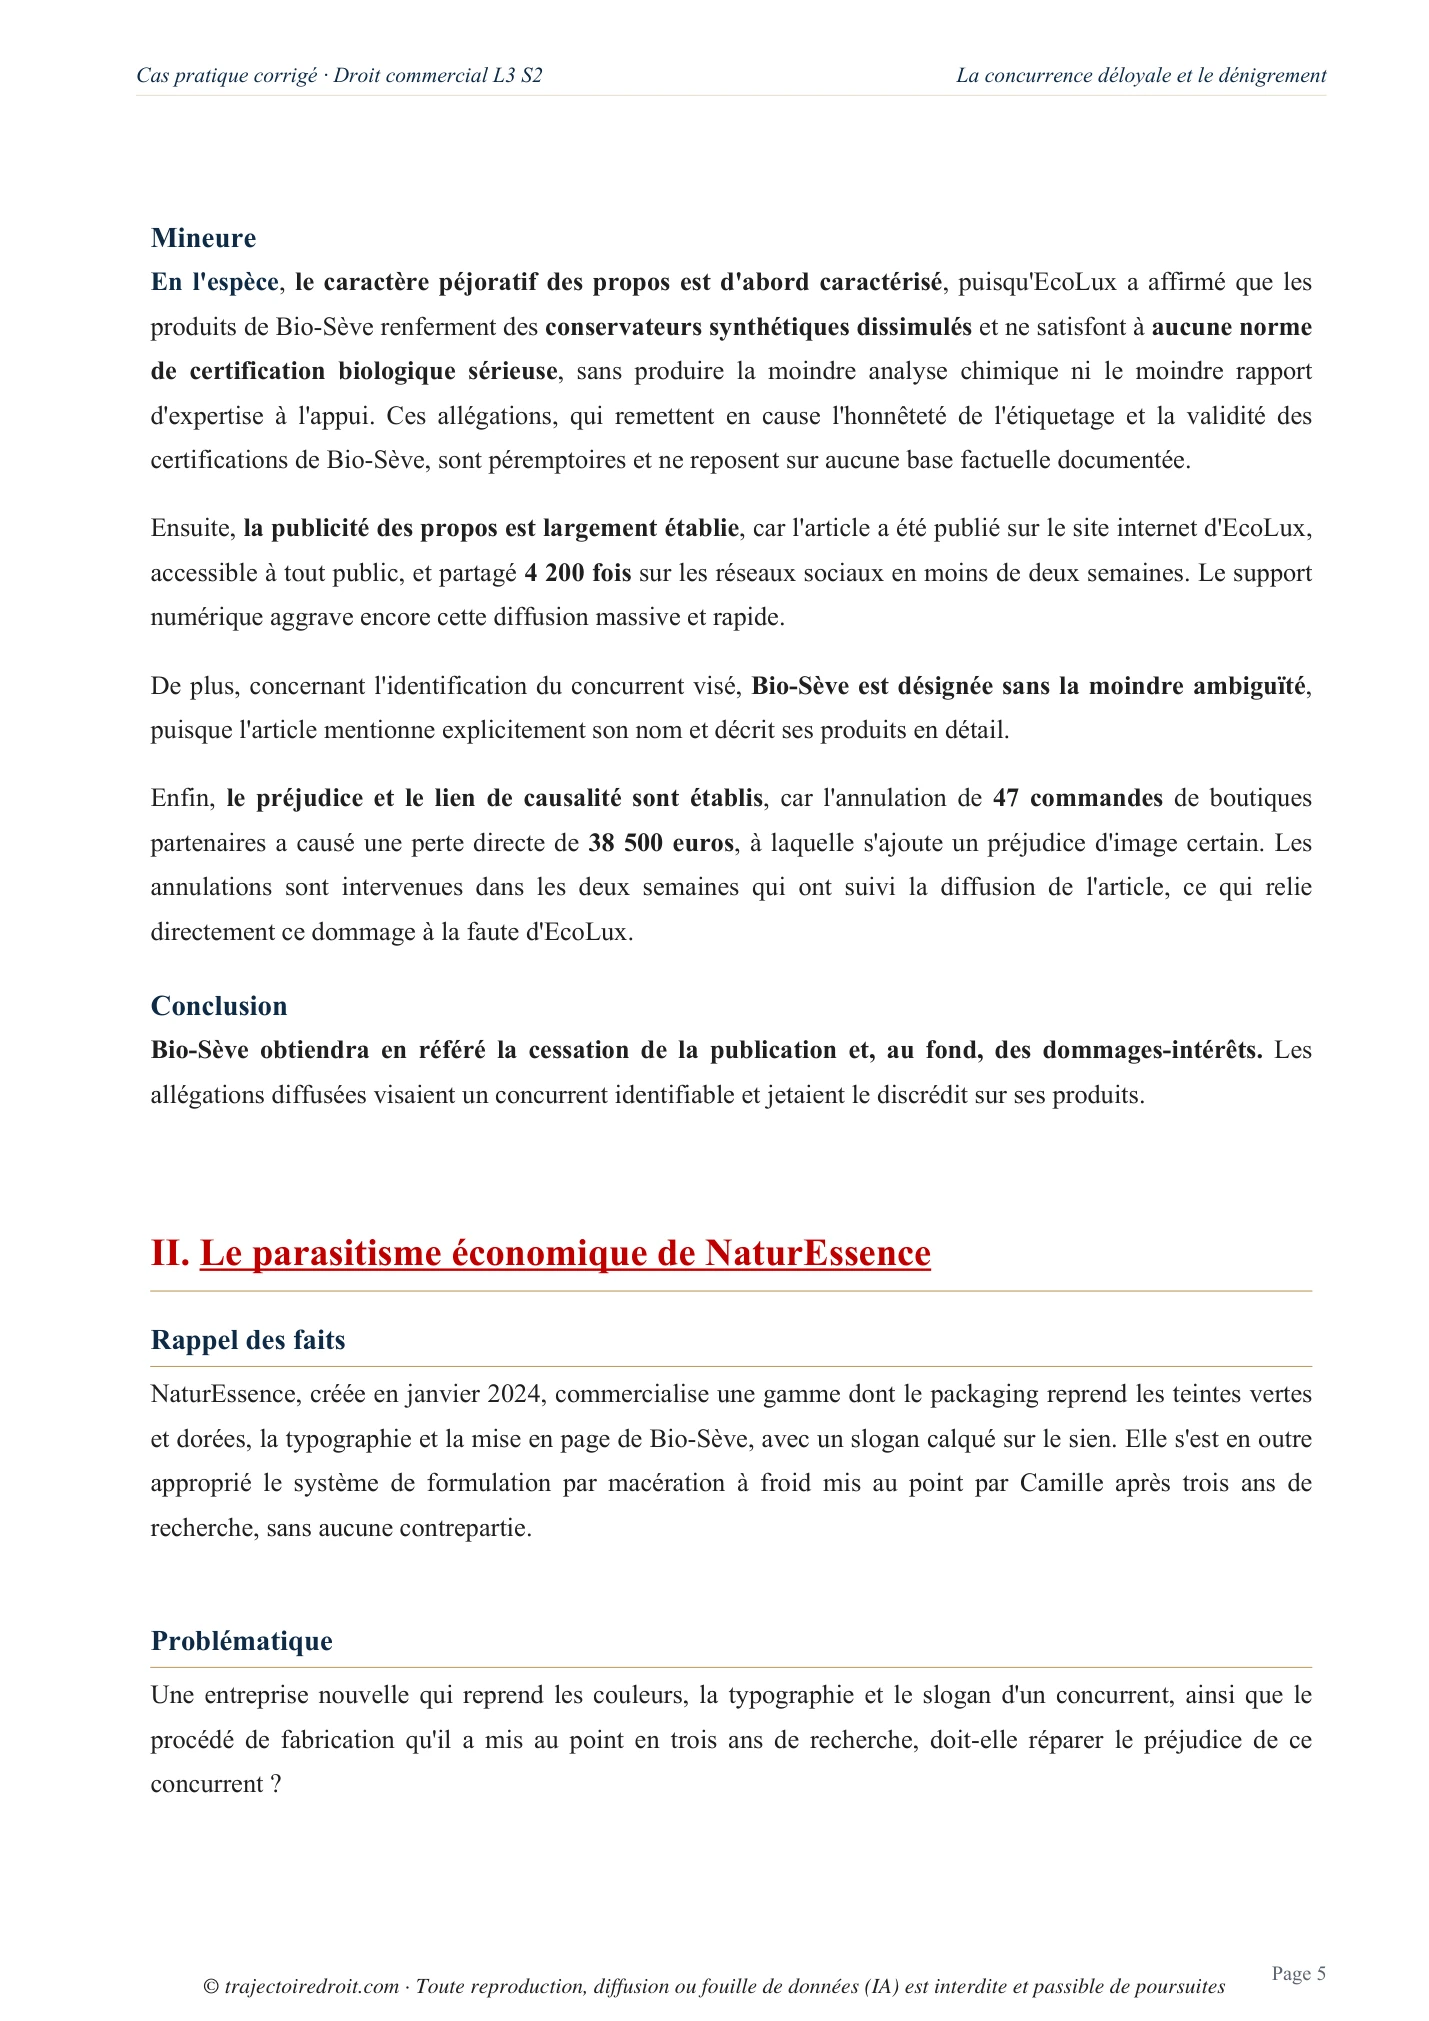 Cas pratique corrigé · Droit commercial L3 S2
La concurrence déloyale et le dénigrement
Mineure
En l'espèce, le caractère péjoratif des propos est d'abord caractérisé, puisqu'EcoLux a affirmé que les
produits de Bio-Sève renferment des conservateurs synthétiques dissimulés et ne satisfont à aucune norme
de certification biologique sérieuse, sans produire la moindre analyse chimique ni le moindre rapport
d'expertise à l'appui. Ces allégations, qui remettent en cause l'honnêteté de l'étiquetage et la validité des
certifications de Bio-Sève, sont péremptoires et ne reposent sur aucune base factuelle documentée.
Ensuite, la publicité des propos est largement établie, car l'article a été publié sur le site internet d'EcoLux,
accessible à tout public, et partagé 4 200 fois sur les réseaux sociaux en moins de deux semaines. Le support
numérique aggrave encore cette diffusion massive et rapide.
De plus, concernant l'identification du concurrent visé, Bio-Sève est désignée sans la moindre ambiguïté,
puisque l'article mentionne explicitement son nom et décrit ses produits en détail.
Enfin, le préjudice et le lien de causalité sont établis, car l'annulation de 47 commandes de boutiques
partenaires a causé une perte directe de 38 500 euros, à laquelle s'ajoute un préjudice d'image certain. Les
annulations sont intervenues dans les deux semaines qui ont suivi la diffusion de l'article, ce qui relie
directement ce dommage à la faute d'EcoLux.
Conclusion
Bio-Sève obtiendra en référé la cessation de la publication et, au fond, des dommages-intérêts. Les
allégations diffusées visaient un concurrent identifiable et jetaient le discrédit sur ses produits.
II. Le parasitisme économique de NaturEssence
Rappel des faits
NaturEssence, créée en janvier 2024, commercialise une gamme dont le packaging reprend les teintes vertes
et dorées, la typographie et la mise en page de Bio-Sève, avec un slogan calqué sur le sien. Elle s'est en outre
approprié le système de formulation par macération à froid mis au point par Camille après trois ans de
recherche, sans aucune contrepartie.
Problématique
Une entreprise nouvelle qui reprend les couleurs, la typographie et le slogan d'un concurrent, ainsi que le
procédé de fabrication qu'il a mis au point en trois ans de recherche, doit-elle réparer le préjudice de ce
concurrent ?
© trajectoiredroit.com · Toute reproduction, diffusion ou fouille de données (IA) est interdite et passible de poursuites
Page 5